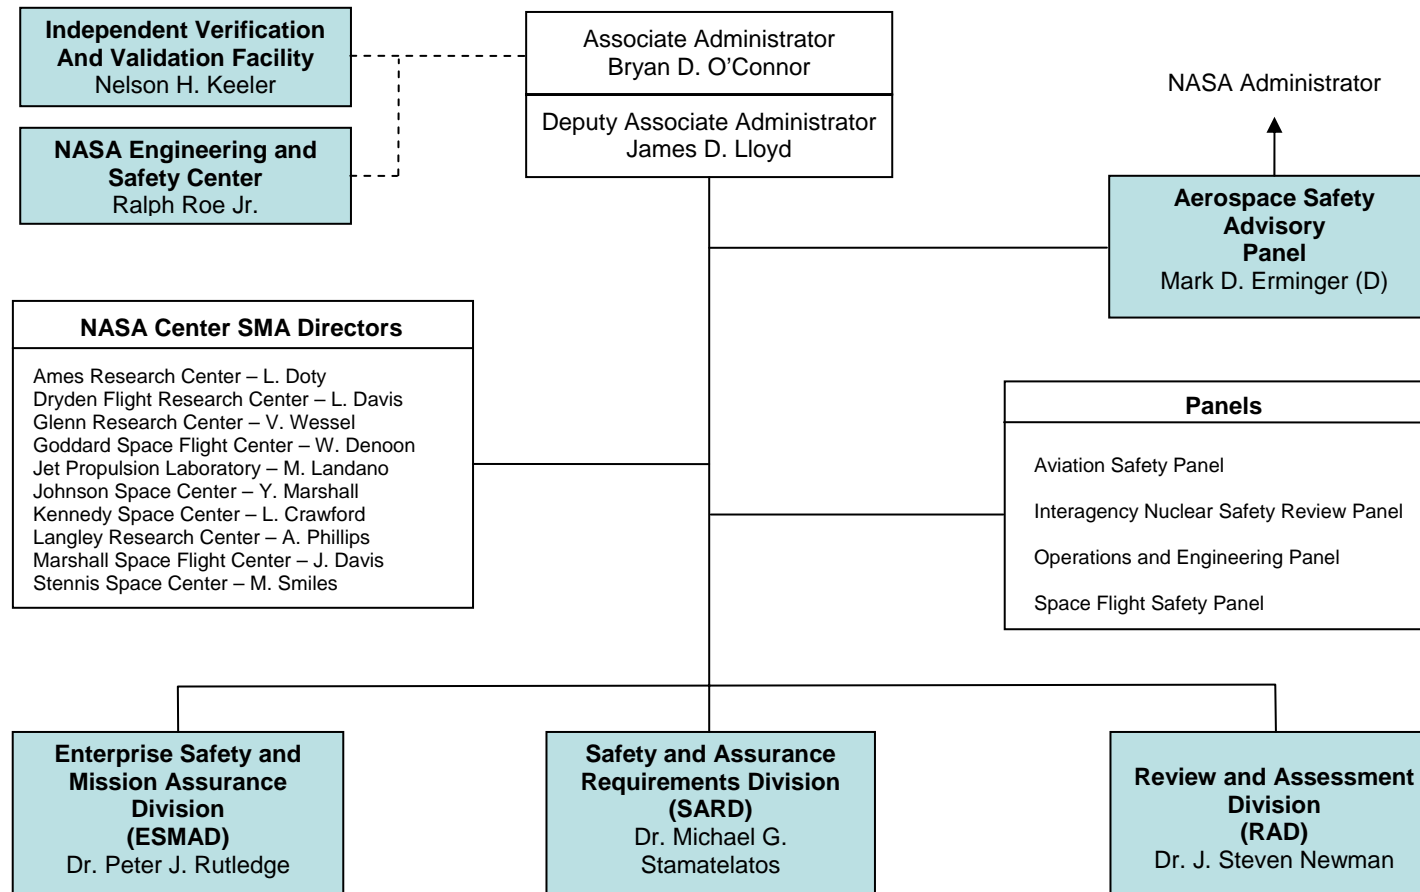 Independent Verification
And Validation Facility
Nelson H. Keeler
NASA Engineering and
Safety Center
Ralph Roe Jr.
Associate Administrator
Bryan D. O’Connor
Deputy Associate Administrator
James D. Lloyd
NASA Administrator
Aerospace Safety
Advisory
Panel
Mark D. Erminger (D)
NASA Center SMA Directors
Ames Research Center – L. Doty
Dryden Flight Research Center – L. Davis
Glenn Research Center – V. Wessel
Goddard Space Flight Center – W. Denoon
Jet Propulsion Laboratory – M. Landano
Johnson Space Center – Y. Marshall
Kennedy Space Center – L. Crawford
Langley Research Center – A. Phillips
Marshall Space Flight Center – J. Davis
Stennis Space Center – M. Smiles
Panels
Aviation Safety Panel
Interagency Nuclear Safety Review Panel
Operations and Engineering Panel
Space Flight Safety Panel
Enterprise Safety and
Mission Assurance
Division
(ESMAD)
Dr. Peter J. Rutledge
Safety and Assurance
Requirements Division
(SARD)
Dr. Michael G.
Stamatelatos
Review and Assessment
Division
(RAD)
Dr. J. Steven Newman